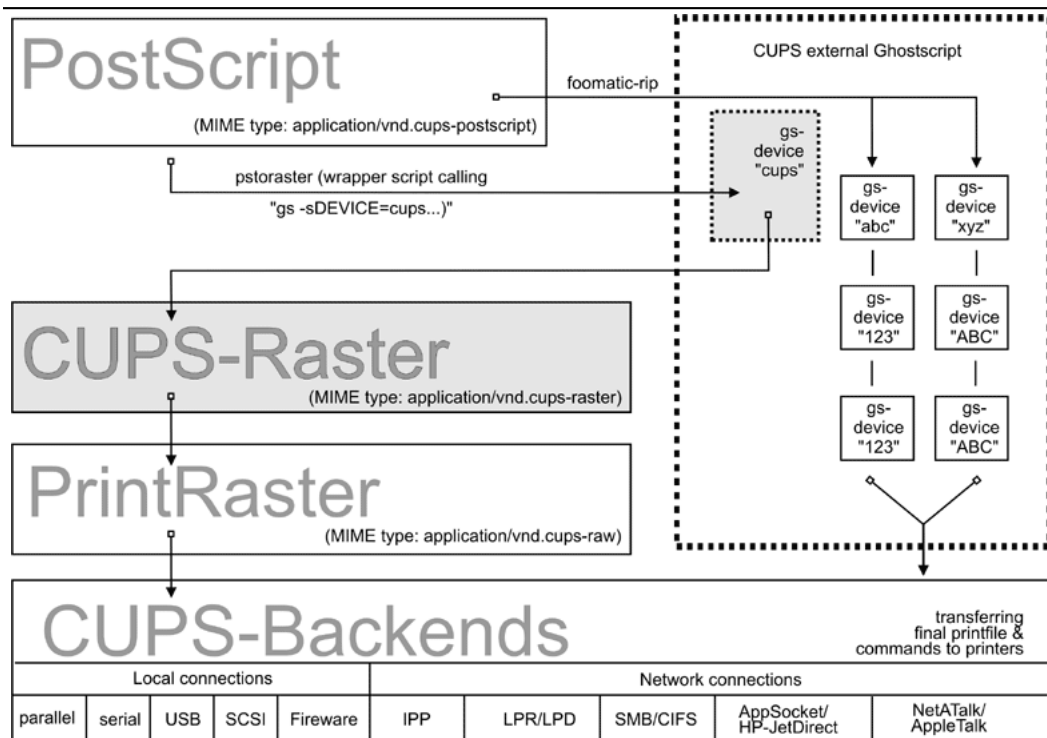 PostScript
(MIME type: application/vnd.cups-postscript)
CUPS external Ghostscript
foomatic-rip
pstoraster (wrapper script calling
"gs -sDEVICE=cups...)"
gs-
device
"cups"
gs-
device
"abc"
gs-
device
"xyz"
gs-
device
"123"
gs-
device
"ABC"
gs-
device
"123"
gs-
device
"ABC"
CUPS-Raster
(MIME type: application/vnd.cups-raster)
PrintRaster
(MIME type: application/vnd.cups-raw)
CUPS-Backends
transferring
final printfile &
commands to printers
Local connections
Network connections
parallel
serial
USB
SCSI
Fireware
IPP
LPR/LPD
SMB/CIFS
AppSocket/
HP-JetDirect
NetATalk/
AppleTalk